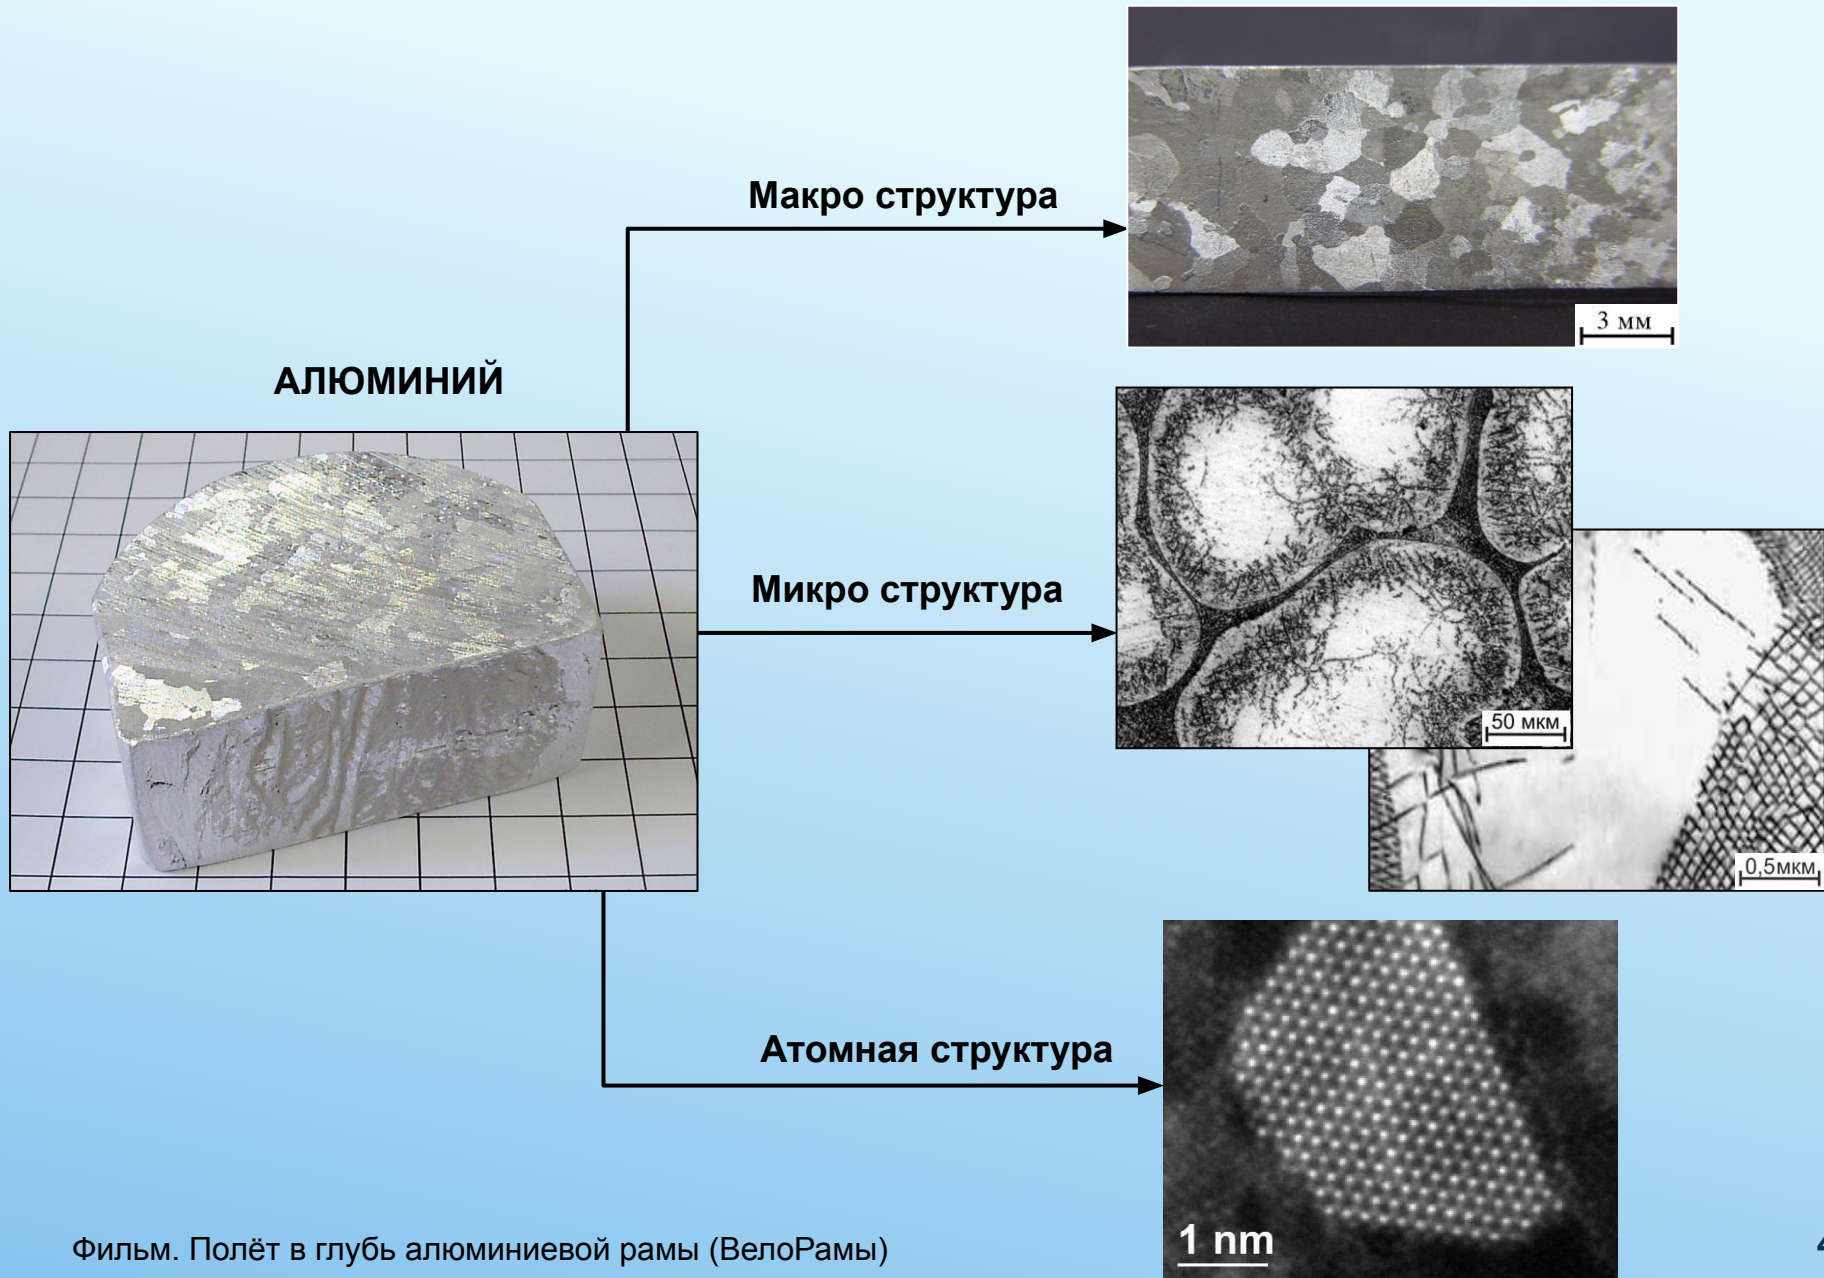 Макро структура
3 мм
АЛЮМИНИЙ
Микро структура
50 мкм
0,5мкм
Атомная структура
1 nm
Фильм. Полёт в глубь алюминиевой рамы (ВелоРамы)